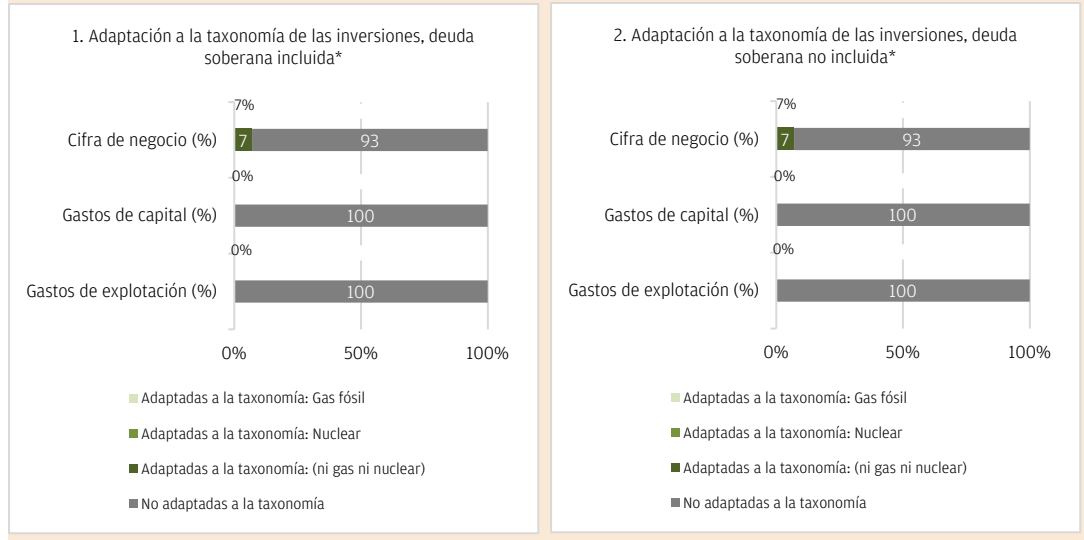 1. Adaptación a la taxonomía de las inversiones, deuda
soberana incluida*
7%
Cifra de negocio (%)
7
93
0%
Gastos de capital (%)
100
0%
Gastos de explotación (%)
100
0%
50%
100%
Adaptadas a la taxonomía: Gas fósil
Adaptadas a la taxonomía: Nuclear
Adaptadas a la taxonomía: (ni gas ni nuclear)
No adaptadas a la taxonomía
2. Adaptación a la taxonomía de las inversiones, deuda
soberana no incluida*
7%
Cifra de negocio (%)
7
93
0%
Gastos de capital (%)
100
0%
Gastos de explotación (%)
100
0%
50%
100%
Adaptadas a la taxonomía: Gas fósil
Adaptadas a la taxonomía: Nuclear
Adaptadas a la taxonomía: (ni gas ni nuclear)
No adaptadas a la taxonomía